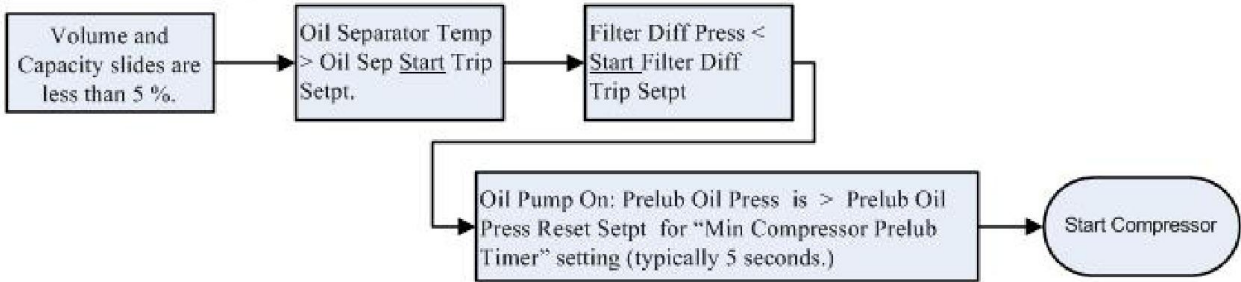 Volume and
Capacity slides are
less than 5 %.
Oil Separator Temp
> Oil Sep Start Trip
Setpt.
Filter Diff Press <
Start Filter Diff
Trip Setpt
Oil Pump On: Prelub Oil Press is > Prelub Oil
Press Reset Setpt for “Min Compressor Prelub
Timer” setting (typically 5 seconds.)
Start Compressor